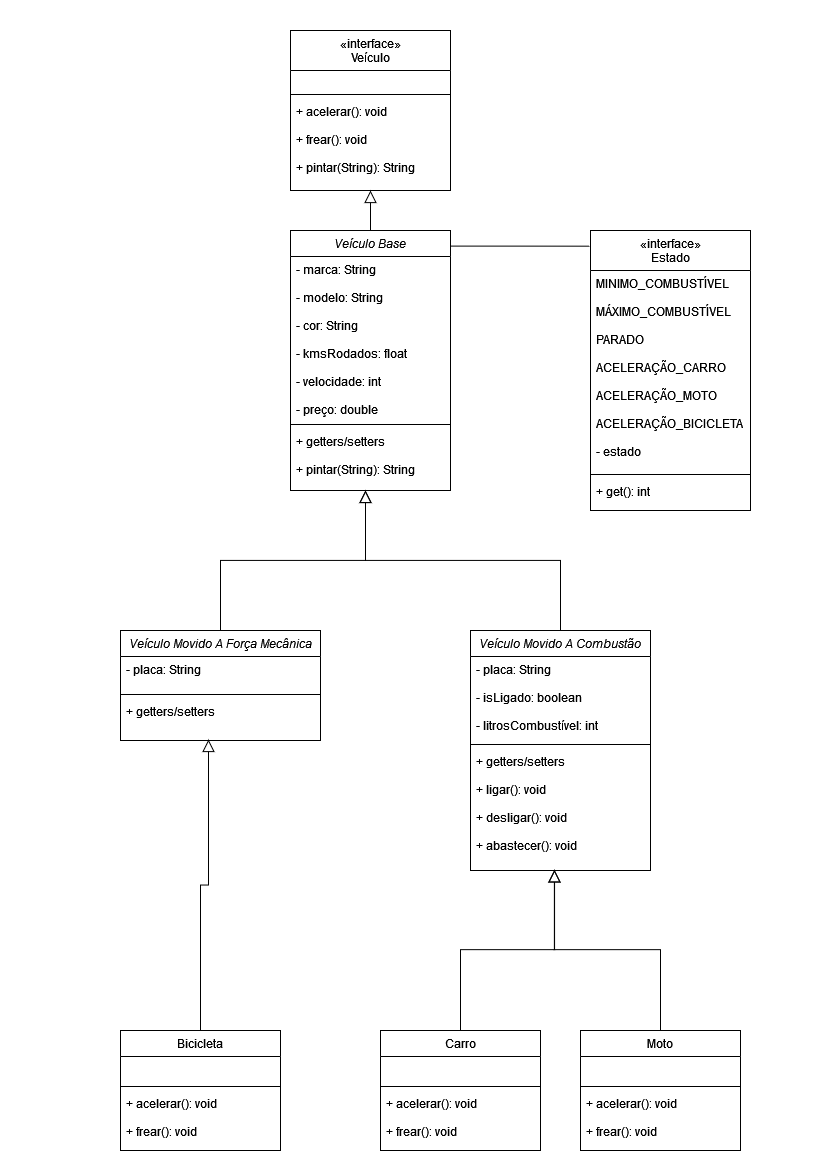 «interface»
Veículo
+ acelerar(): void
+ frear(): void
+ pintar(String): String
Veículo Base
- marca: String
- modelo: String
- cor: String
- kmsRodados: float
- velocidade: int
- preço: double
+ getters/setters
+ pintar(String): String
«interface»
Estado
MINIMO_COMBUSTÍVEL
MÁXIMO_COMBUSTÍVEL
PARADO
ACELERAÇÃO_CARRO
ACELERAÇÃO_MOTO
ACELERAÇÃO_BICICLETA
- estado
+ get(): int
Veículo Movido A Força Mecânica
- placa: String
+ getters/setters
Veículo Movido A Combustão
- placa: String
- isLigado: boolean
- litrosCombustível: int
+ getters/setters
+ ligar(): void
+ desligar(): void
+ abastecer(): void
Bicicleta
+ acelerar(): void
+ frear(): void
Carro
+ acelerar(): void
+ frear(): void
Moto
+ acelerar(): void
+ frear(): void